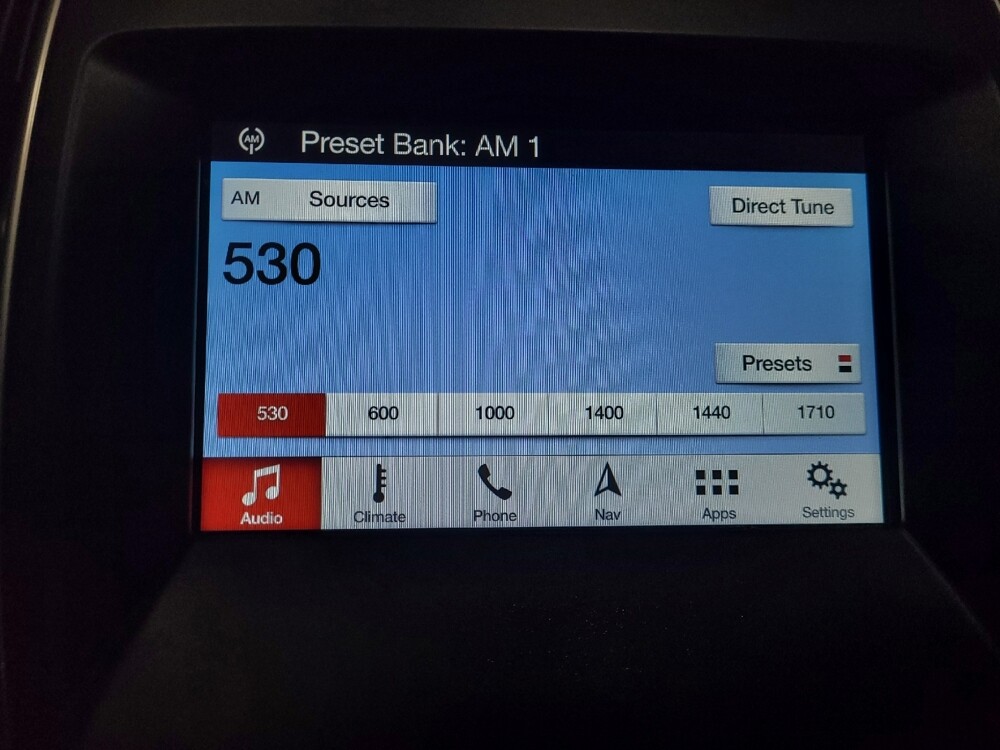 AM Preset Bank: AM 1
AM Sources Direct Tune
530
Presets
530 600 1000 1400 1440 1710
Audio Climate Phone Nav Apps Settings